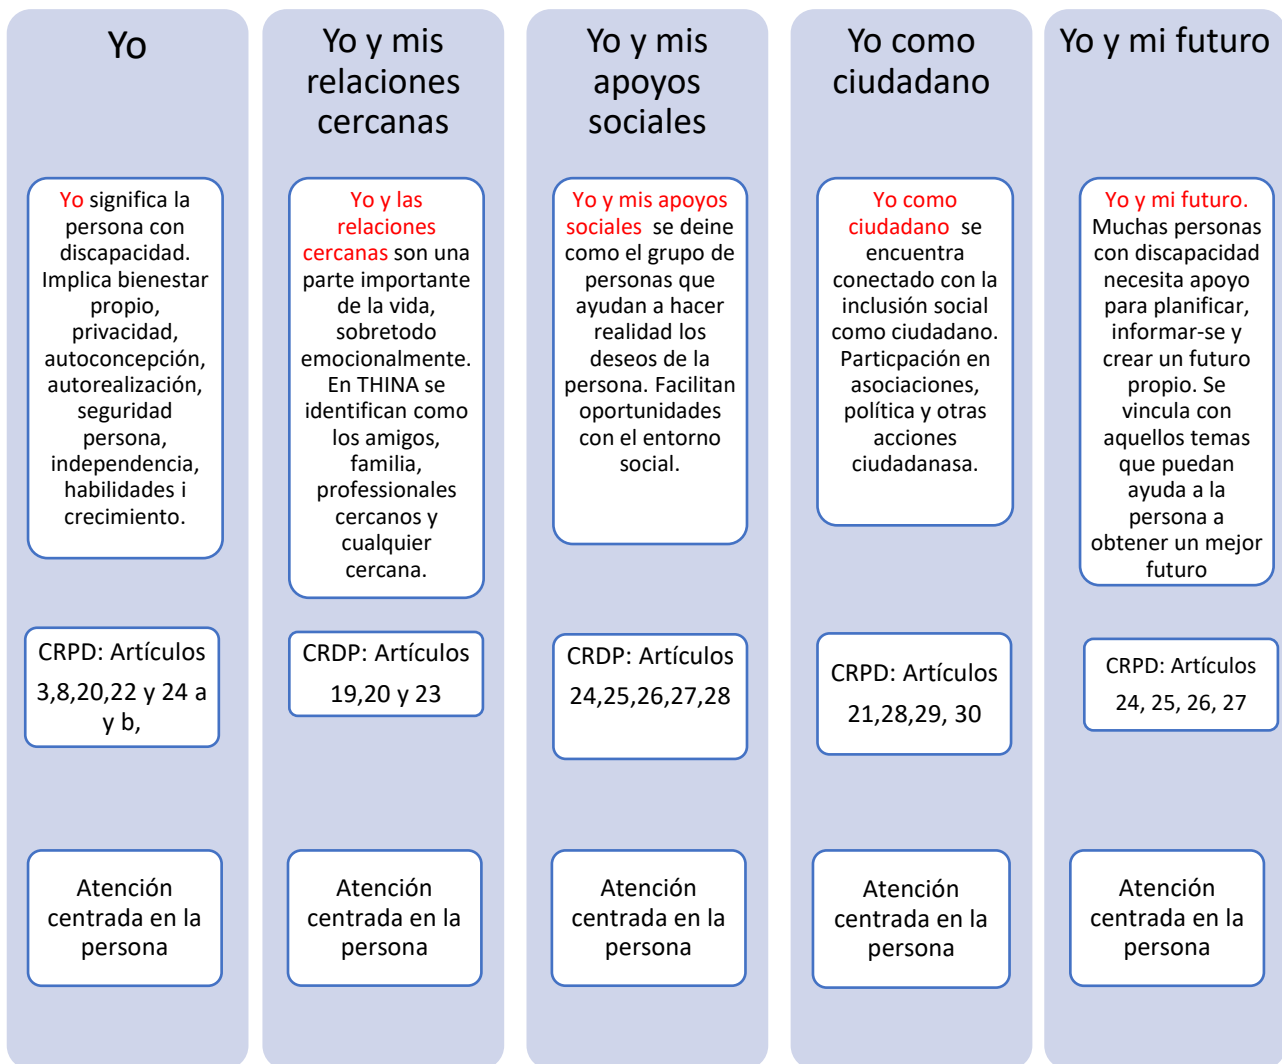 Yo
Yo significa la
persona con
discapacidad.
Implica bienestar
propio,
privacidad,
autoconcepción,
autorealización,
seguridad
persona,
independencia,
habilidades i
crecimiento.
CRPD: Artículos
3,8,20,22 y 24 a
y b,
Atención
centrada en la
persona
Yo y mis
relaciones
cercanas
Yo y las
relaciones
cercanas son una
parte importante
de la vida,
sobretodo
emocionalmente.
En THINA se
identifican como
los amigos,
familia,
professionales
cercanos y
cualquier
cercana.
CRDP: Artículos
19,20 y 23
Atención
centrada en la
persona
Yo y mis
apoyos
sociales
Yo y mis apoyos
sociales se deine
como el grupo de
personas que
ayudan a hacer
realidad los
deseos de la
persona. Facilitan
oportunidades
con el entorno
social.
CRDP: Artículos
24,25,26,27,28
Atención
centrada en la
persona
Yo como
ciudadano
Yo como
ciudadano se
encuentra
conectado con la
inclusión social
como ciudadano.
Particpación en
asociaciones,
política y otras
acciones
ciudadanasa.
CRPD: Artículos
21,28,29, 30
Atención
centrada en la
persona
Yo y mi futuro
Yo y mi futuro.
Muchas personas
con discapacidad
necesita apoyo
para planificar,
informar-se y
crear un futuro
propio. Se
vincula con
aquellos temas
que puedan
ayuda a la
persona a
obtener un mejor
futuro
CRPD: Artículos
24, 25, 26, 27
Atención
centrada en la
persona